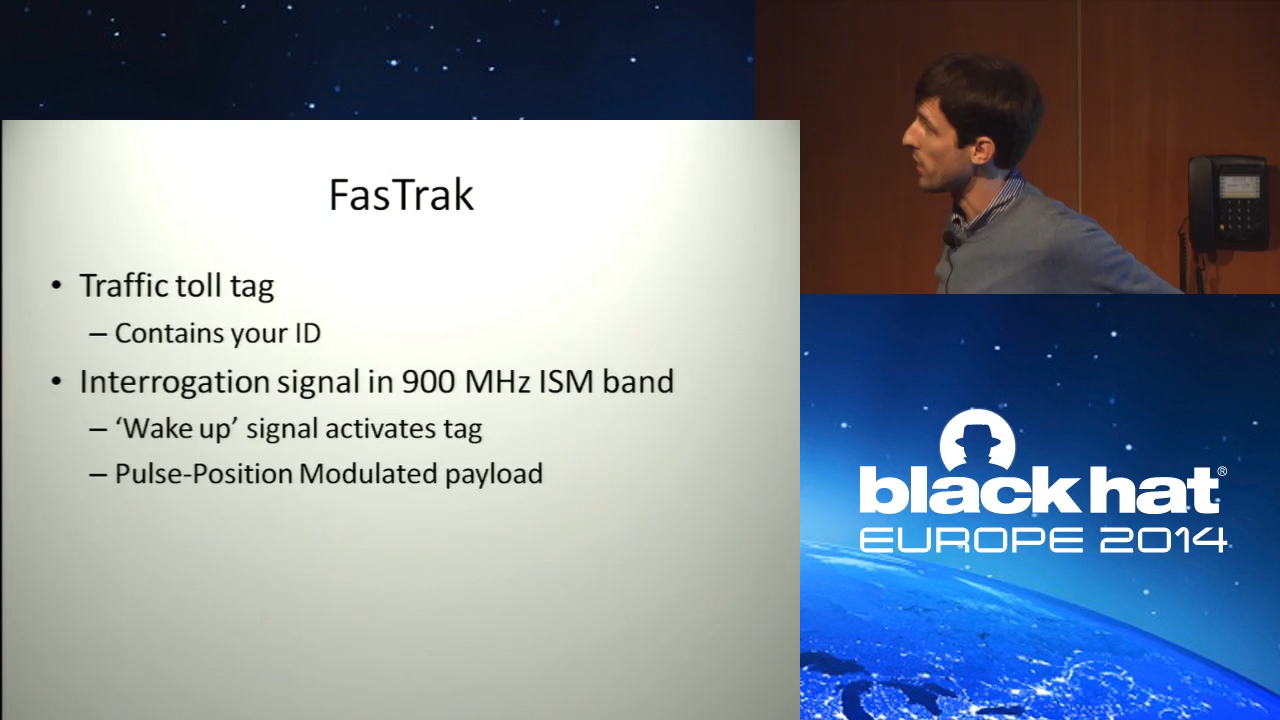 FasTrak
• Traffic toll tag
– Contains your ID
• Interrogation signal in 900 MHz ISM band
– ‘Wake up’ signal activates tag
– Pulse-Position Modulated payload
black hat®
EUROPE 2014